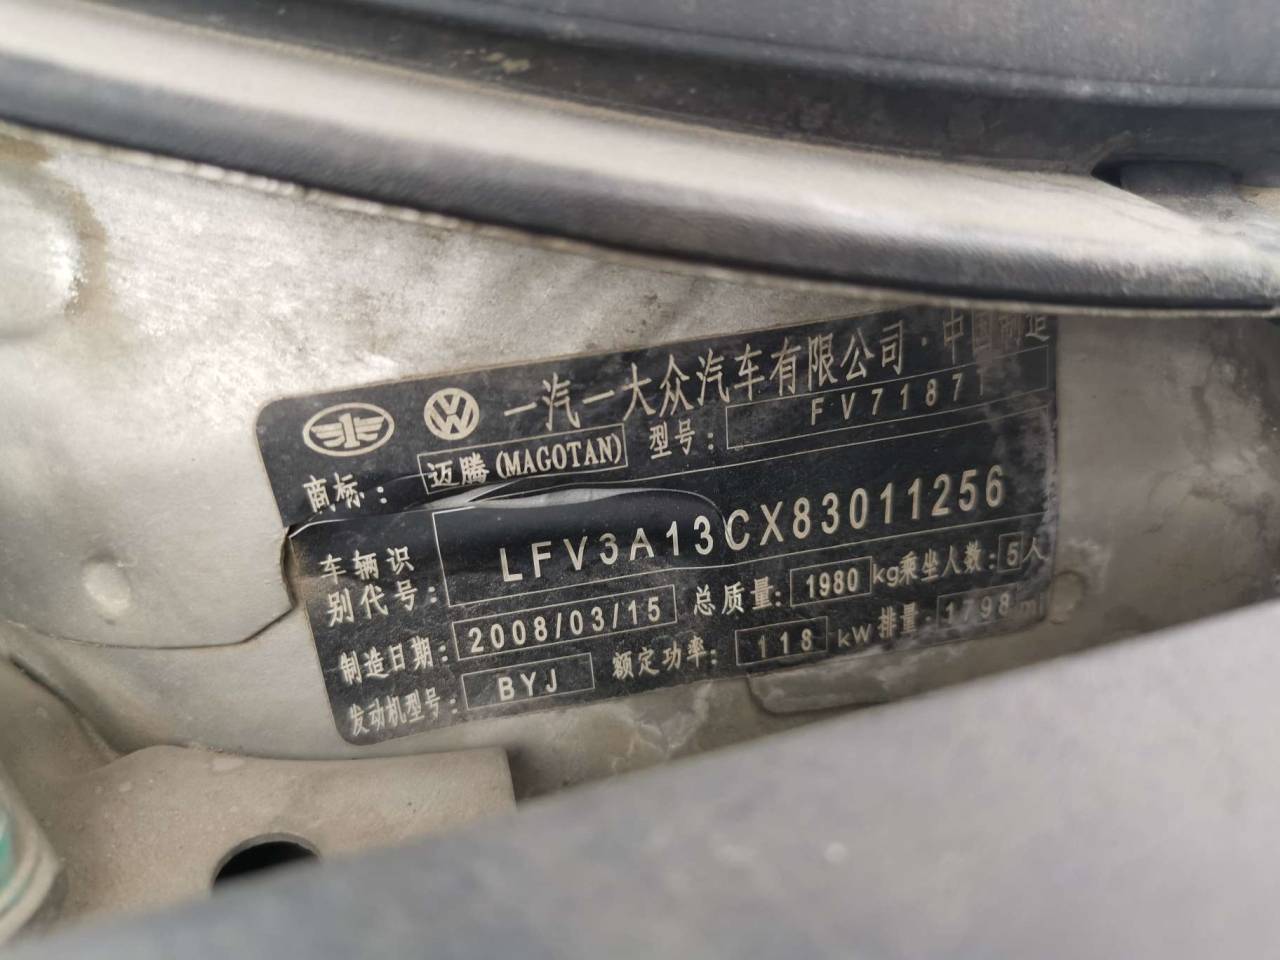 一汽一大众汽车有限公司·中国制造
商标: 迈腾(MAGOTAN) 型号: FV7187T
车辆识别代号: LFV3A13CX83011256
制造日期: 2008/03/15 总质量: 1980 kg 乘坐人数: 5 人
发动机型号: BYJ 额定功率: 118 kW 排量: 1798 ml